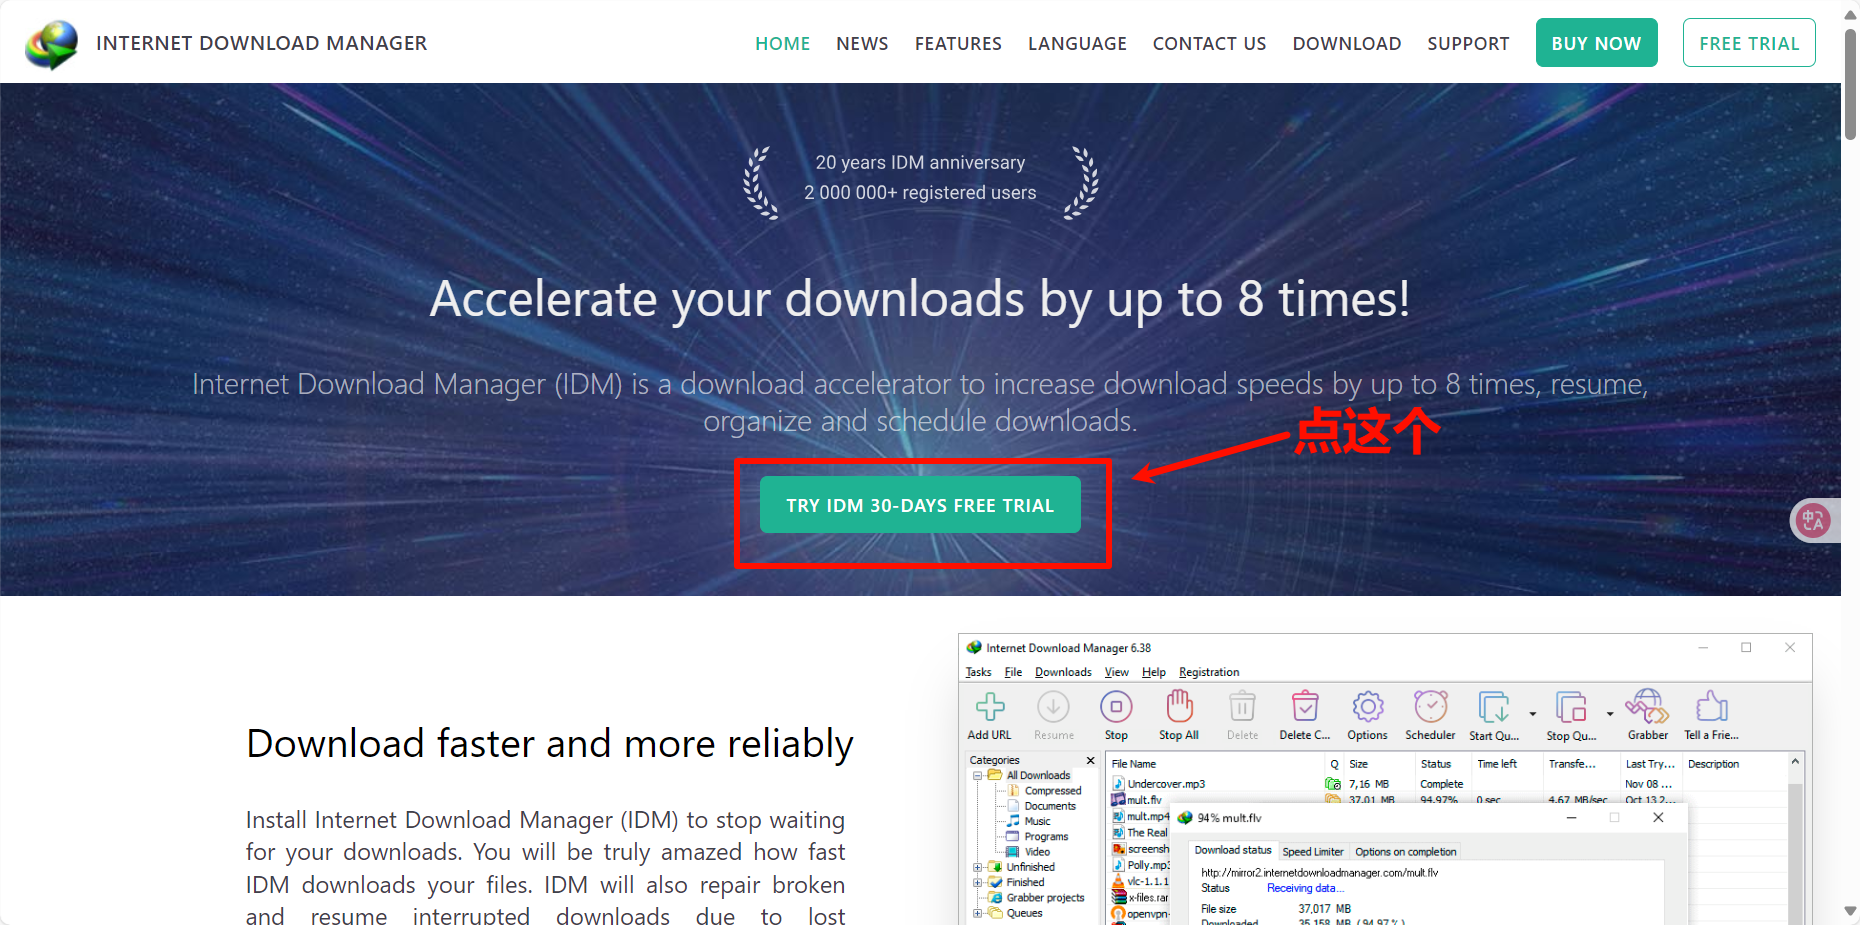 INTERNET DOWNLOAD MANAGER
HOME NEWS FEATURES LANGUAGE CONTACT US DOWNLOAD SUPPORT BUY NOW FREE TRIAL
20 years IDM anniversary
2 000 000+ registered users
Accelerate your downloads by up to 8 times!
Internet Download Manager (IDM) is a download accelerator to increase download speeds by up to 8 times, resume,
organize and schedule downloads.
点这个
TRY IDM 30-DAYS FREE TRIAL
中 A
Download faster and more reliably
Install Internet Download Manager (IDM) to stop waiting
for your downloads. You will be truly amazed how fast
IDM downloads your files. IDM will also repair broken
and resume interrupted downloads due to lost
Internet Download Manager 6.38
Tasks File Downloads View Help Registration
Add URL Resume Stop Stop All Delete Delete C... Options Scheduler Start Qu... Stop Qu... Grabber Tell a Frie...
Categories
All Downloads
Compressed
Documents
Music
Programs
Video
Unfinished
Finished
Grabber projects
Queues
File Name Q Size Status Time left Transfe... Last Try... Description
Undercover.mp3 7,16 MB Complete Nov 08 ...
mult.flv 37,01 MB 94.97% 0 sec 4.67 MB/sec Oct 13 2...
mult.mp4
The Real
screensh
Polly.mp3
vlc-1.1.1
x-files.rar
openvpn-
94% mult.flv
Download status Speed Limiter Options on completion
http://mirror2.internetdownloadmanager.com/mult.flv
Status Receiving data...
File size 37,017 MB
Downloaded 35,158 MB ( 94.97 % )